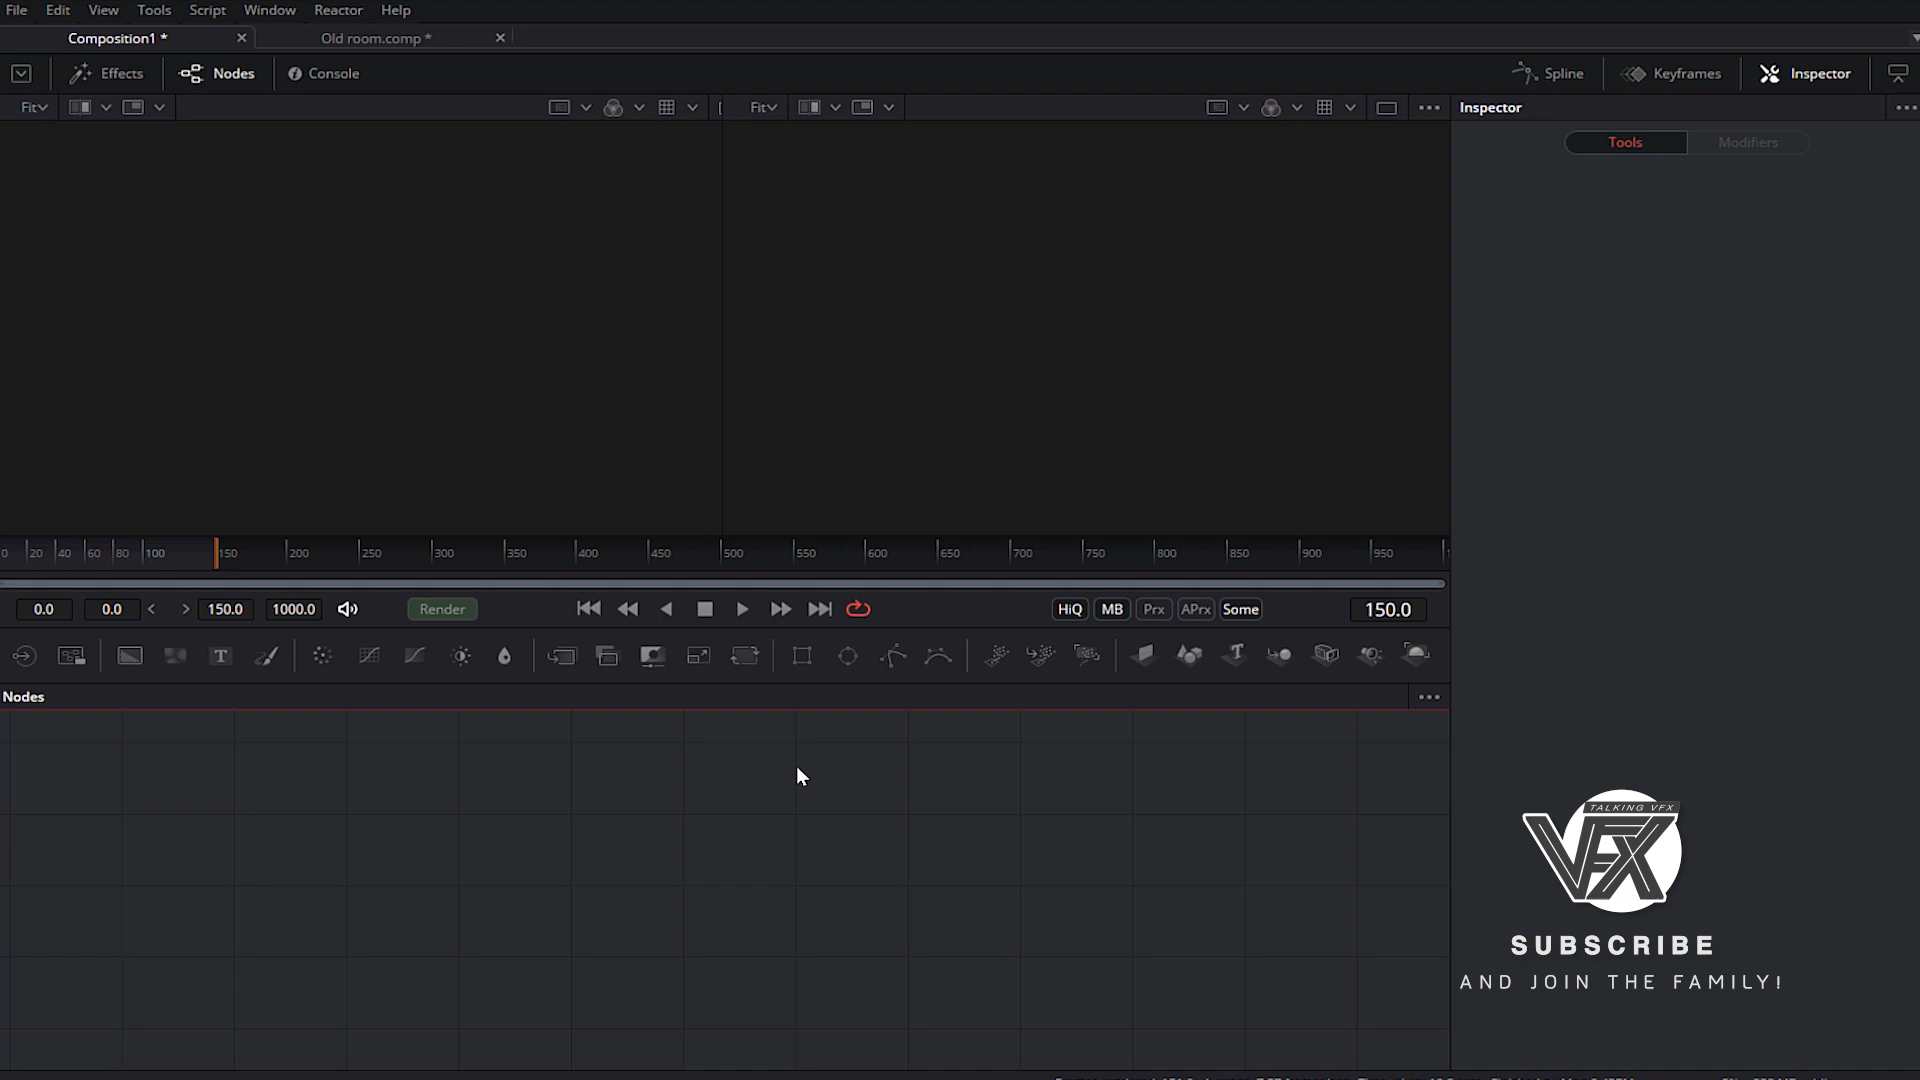 File Edit View Tools Script Window Reactor Help
Composition1 * Old room.comp *
Effects Nodes Console Spline Keyframes Inspector
Fit Fit Inspector
Tools Modifiers
0 20 40 60 80 100 150 200 250 300 350 400 450 500 550 600 650 700 750 800 850 900 950
0.0 0.0 < > 150.0 1000.0 Render HiQ MB Prx APrx Some 150.0
T
Nodes
TALKING VFX
VFX
SUBSCRIBE
AND JOIN THE FAMILY!